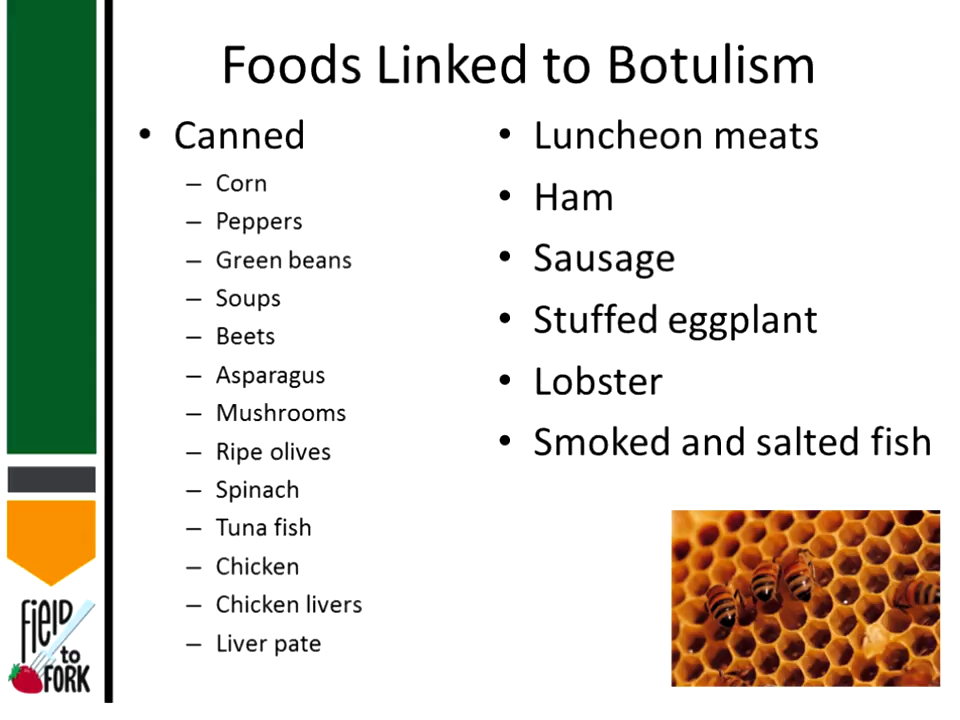 Foods Linked to Botulism
• Canned
– Corn
– Peppers
– Green beans
– Soups
– Beets
– Asparagus
– Mushrooms
– Ripe olives
– Spinach
– Tuna fish
– Chicken
– Chicken livers
– Liver pate
• Luncheon meats
• Ham
• Sausage
• Stuffed eggplant
• Lobster
• Smoked and salted fish
field
to
FORK